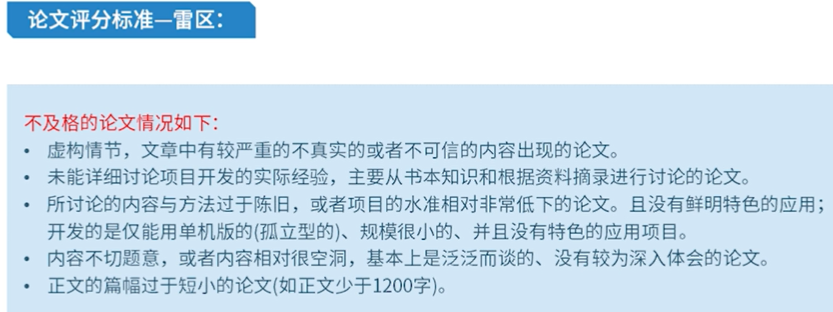 论文评分标准—雷区：
不及格的论文情况如下：
• 虚构情节，文章中有较严重的不真实的或者不可信的内容出现的论文。
• 未能详细讨论项目开发的实际经验，主要从书本知识和根据资料摘录进行讨论的论文。
• 所讨论的内容与方法过于陈旧，或者项目的水准相对非常低下的论文。且没有鲜明特色的应用；
开发的是仅能用单机版的(孤立型的)、规模很小的、并且没有特色的应用项目。
• 内容不切题意，或者内容相对很空洞，基本上是泛泛而谈的、没有较为深入体会的论文。
• 正文的篇幅过于短小的论文(如正文少于1200字)。